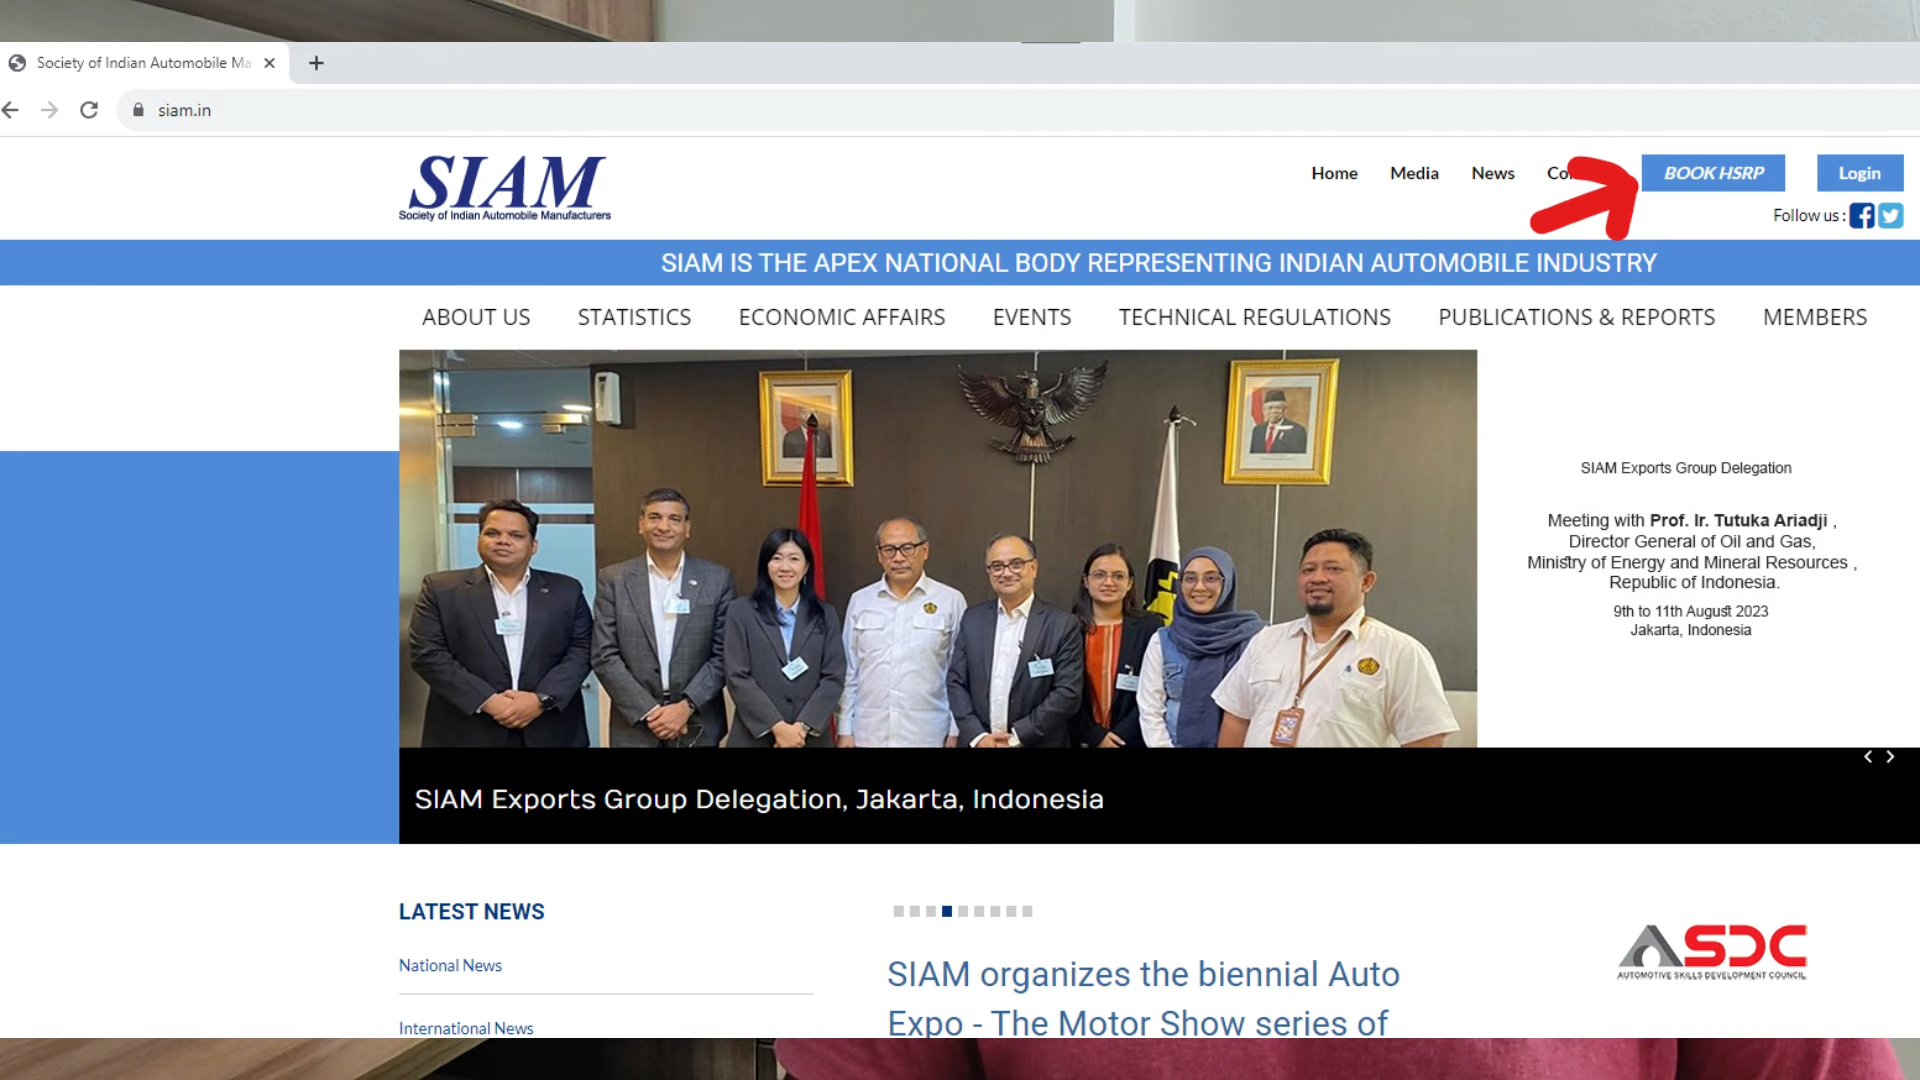 Society of Indian Automobile Ma
siam.in
SIAM
Society of Indian Automobile Manufacturers
Home Media News BOOK HSRP Login
Follow us :
SIAM IS THE APEX NATIONAL BODY REPRESENTING INDIAN AUTOMOBILE INDUSTRY
ABOUT US STATISTICS ECONOMIC AFFAIRS EVENTS TECHNICAL REGULATIONS PUBLICATIONS & REPORTS MEMBERS
SIAM Exports Group Delegation
Meeting with Prof. Ir. Tutuka Ariadji ,
Director General of Oil and Gas,
Ministry of Energy and Mineral Resources ,
Republic of Indonesia.
9th to 11th August 2023
Jakarta, Indonesia
SIAM Exports Group Delegation, Jakarta, Indonesia
LATEST NEWS
National News
International News
SIAM organizes the biennial Auto
Expo - The Motor Show series of
ASDC
AUTOMOTIVE SKILLS DEVELOPMENT COUNCIL